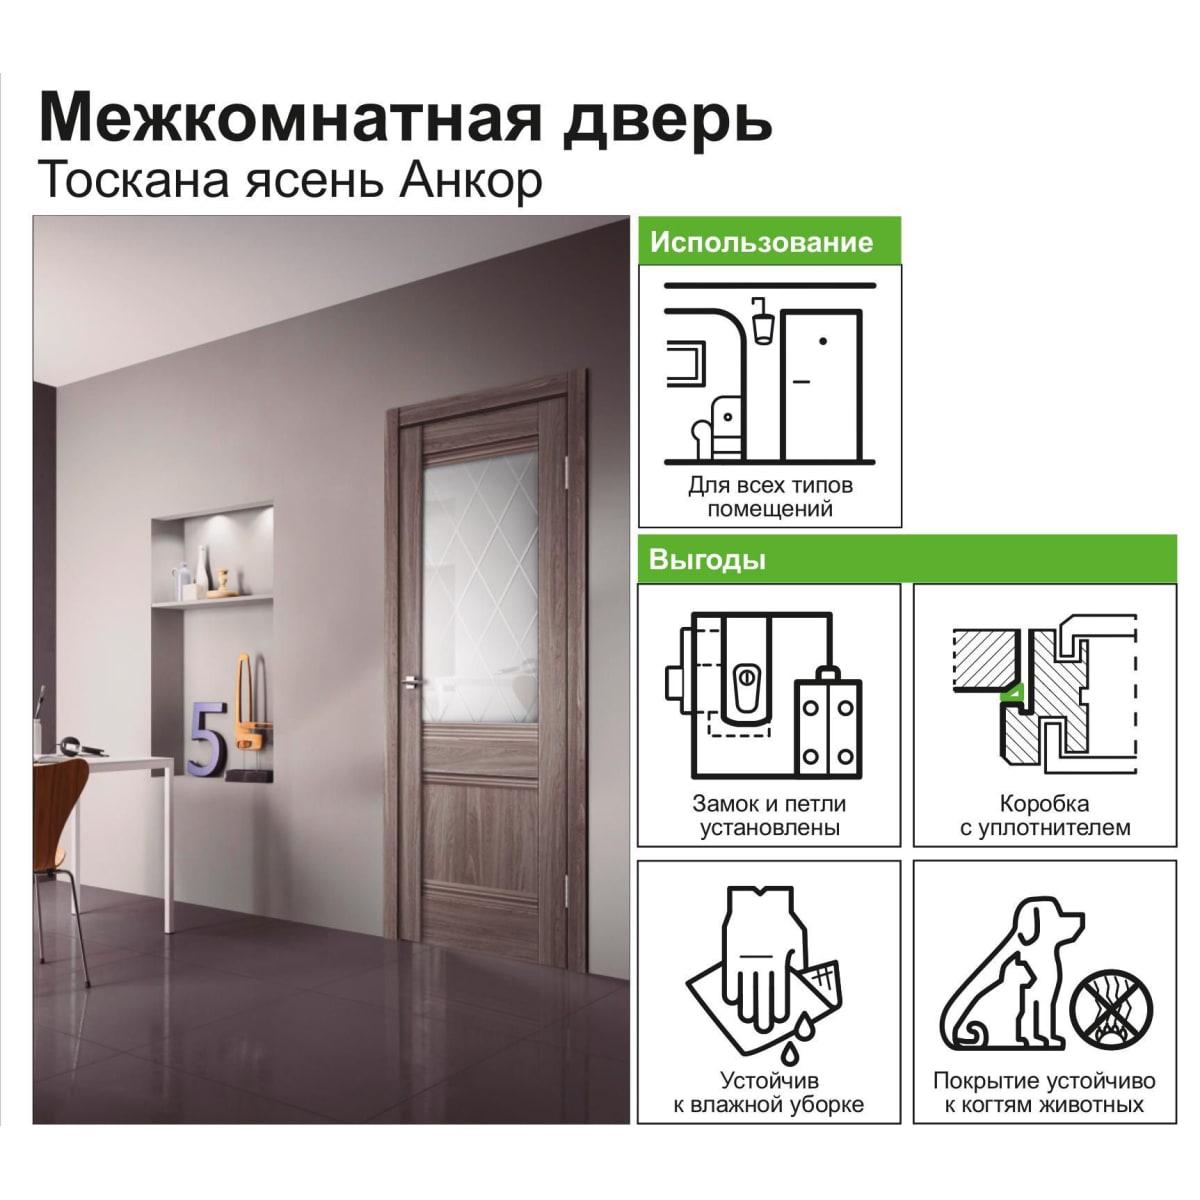 Межкомнатная дверь
Тоскана ясень Анкор
Использование
Для всех типов
помещений
Выгоды
Замок и петли
установлены
Коробка
с уплотнителем
Устойчив
к влажной уборке
Покрытие устойчиво
к когтям животных
5